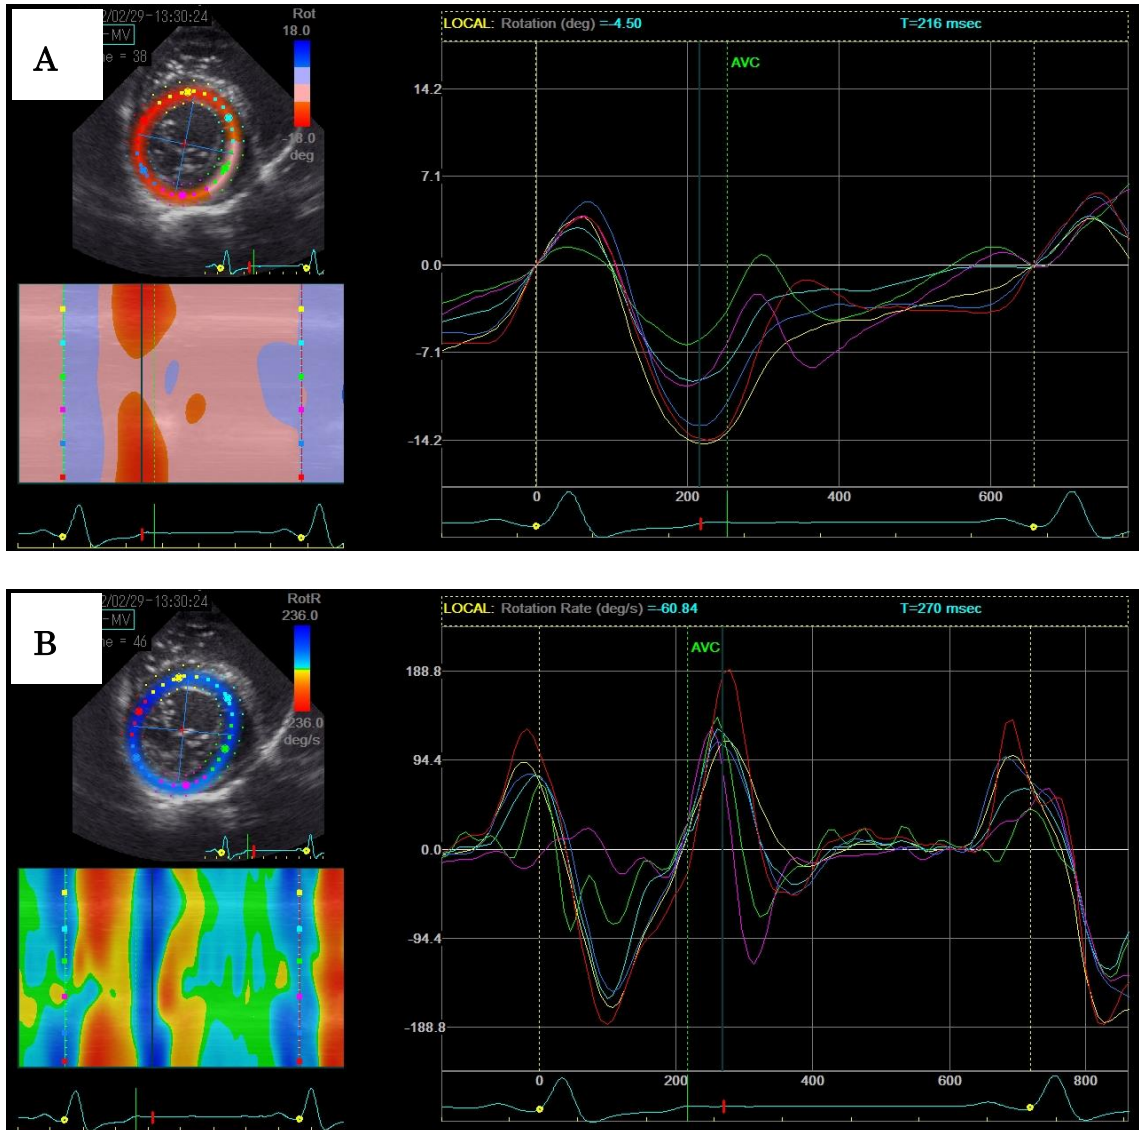 A
2/02/29-13:30:24
-MV
ne = 38
Rot
18.0
-18.0
deg
LOCAL: Rotation (deg) =-4.50 T=216 msec
AVC
14.2
7.1
0.0
-7.1
-14.2
0 200 400 600
B
2/02/29-13:30:24
-MV
ne = 46
RotR
236.0
236.0
deg/s
LOCAL: Rotation Rate (deg/s) =-60.84 T=270 msec
AVC
188.8
94.4
0.0
-94.4
-188.8
0 200 400 600 800